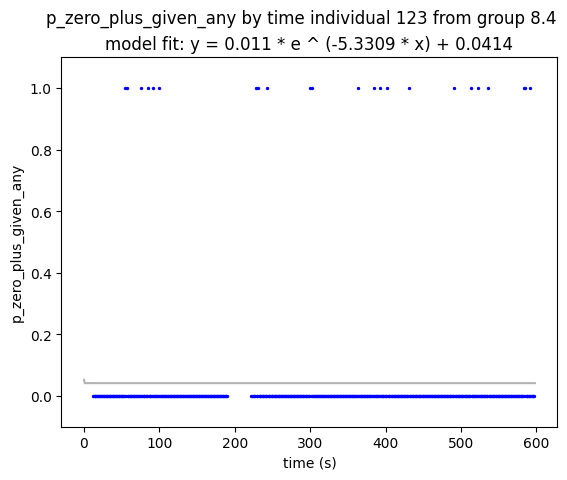 p_zero_plus_given_any by time individual 123 from group 8.4
model fit: y = 0.011 * e ^ (-5.3309 * x) + 0.0414
1.0
0.8
0.6
0.4
0.2
0.0
p_zero_plus_given_any
0 100 200 300 400 500 600
time (s)